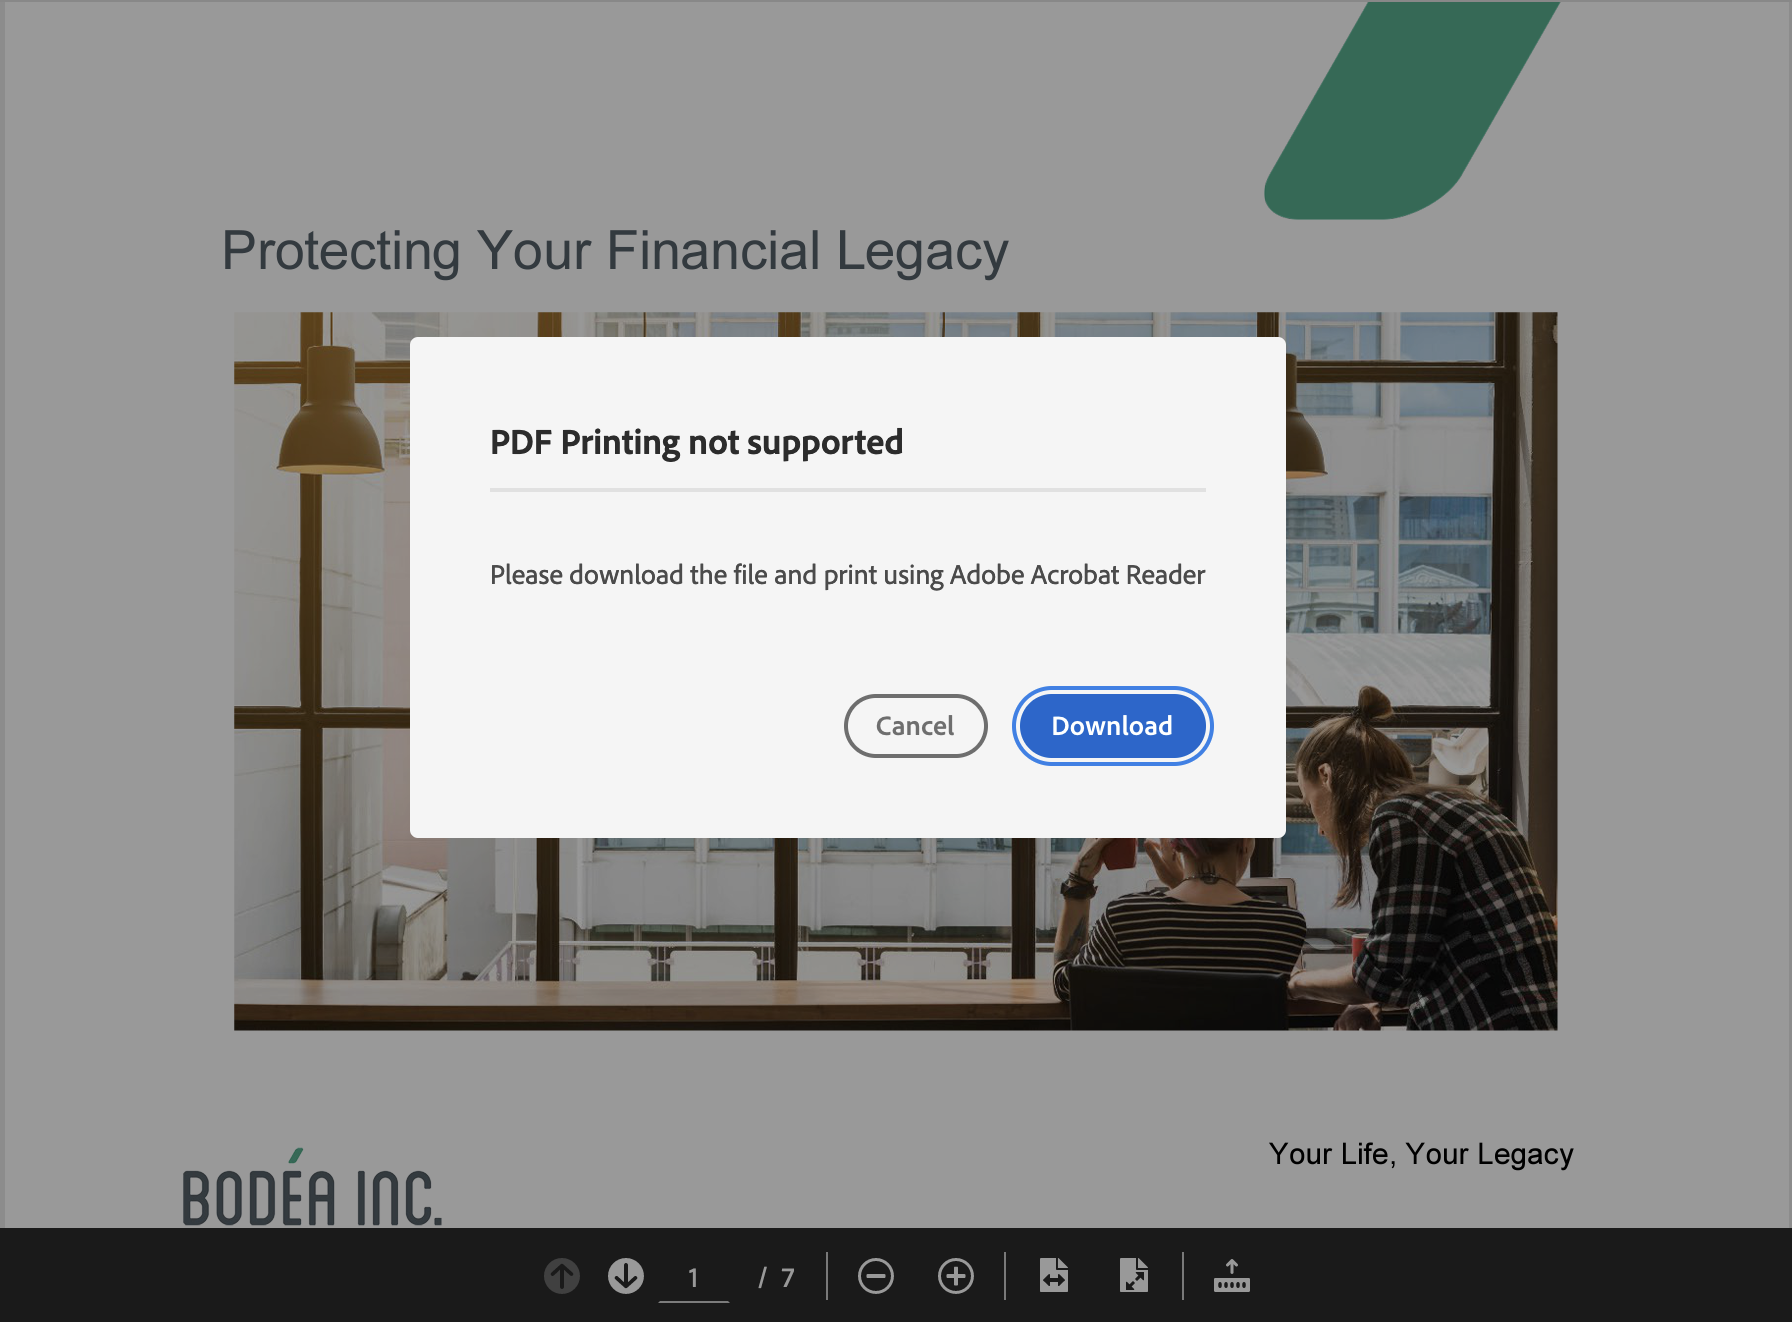 Protecting Your Financial Legacy
PDF Printing not supported
Please download the file and print using Adobe Acrobat Reader
Cancel
Download
Your Life, Your Legacy
BODÉA INC.
1 / 7